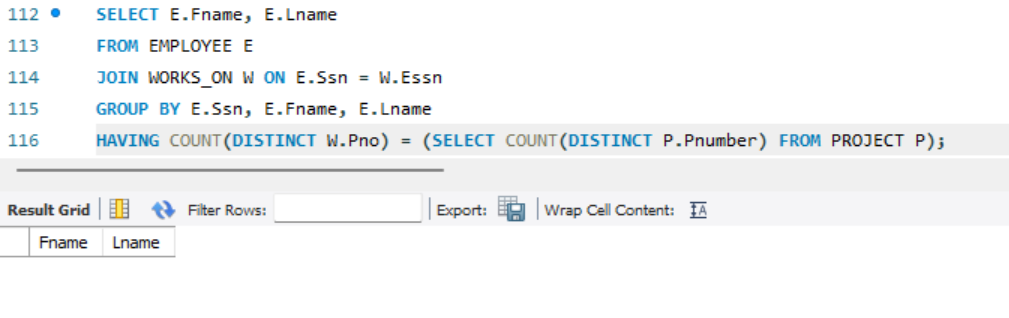 112 SELECT E.Fname, E.Lname
113 FROM EMPLOYEE E
114 JOIN WORKS_ON W ON E.Ssn = W.Essn
115 GROUP BY E.Ssn, E.Fname, E.Lname
116 HAVING COUNT(DISTINCT W.Pno) = (SELECT COUNT(DISTINCT P.Pnumber) FROM PROJECT P);
Result Grid Filter Rows: Export: Wrap Cell Content: IA
Fname Lname